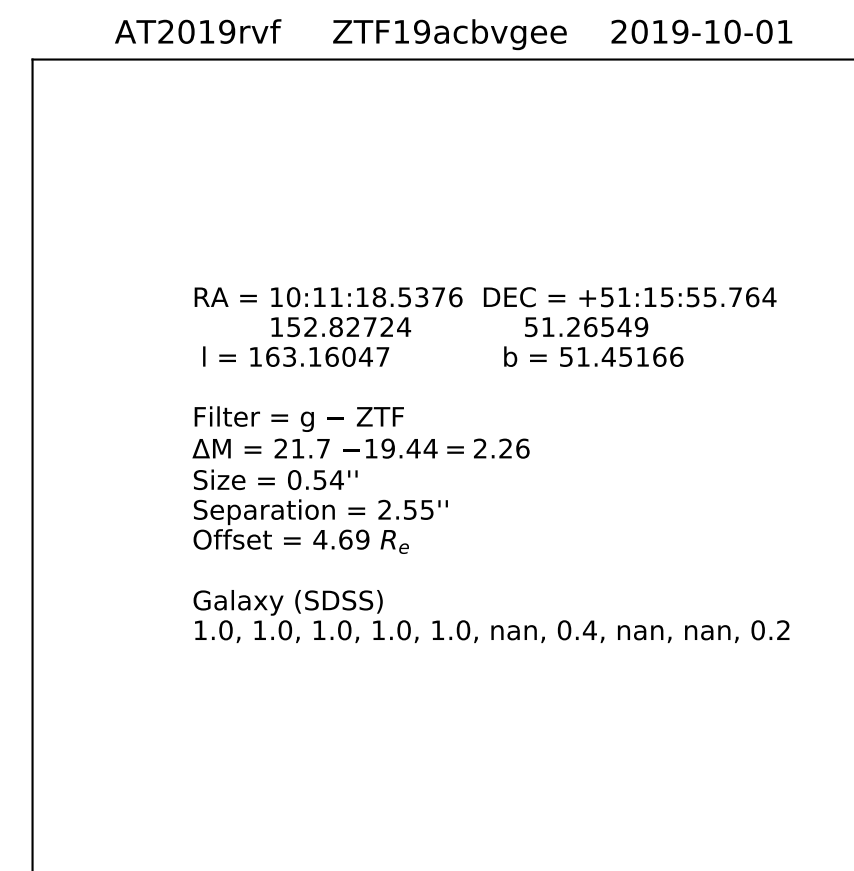 AT2019rvf ZTF19acbvgee 2019-10-01
RA = 10:11:18.5376 DEC = +51:15:55.764
152.82724 51.26549
l = 163.16047 b = 51.45166
Filter = g − ZTF
ΔM = 21.7 −19.44 = 2.26
Size = 0.54''
Separation = 2.55''
Offset = 4.69 Rₑ
Galaxy (SDSS)
1.0, 1.0, 1.0, 1.0, 1.0, nan, 0.4, nan, nan, 0.2